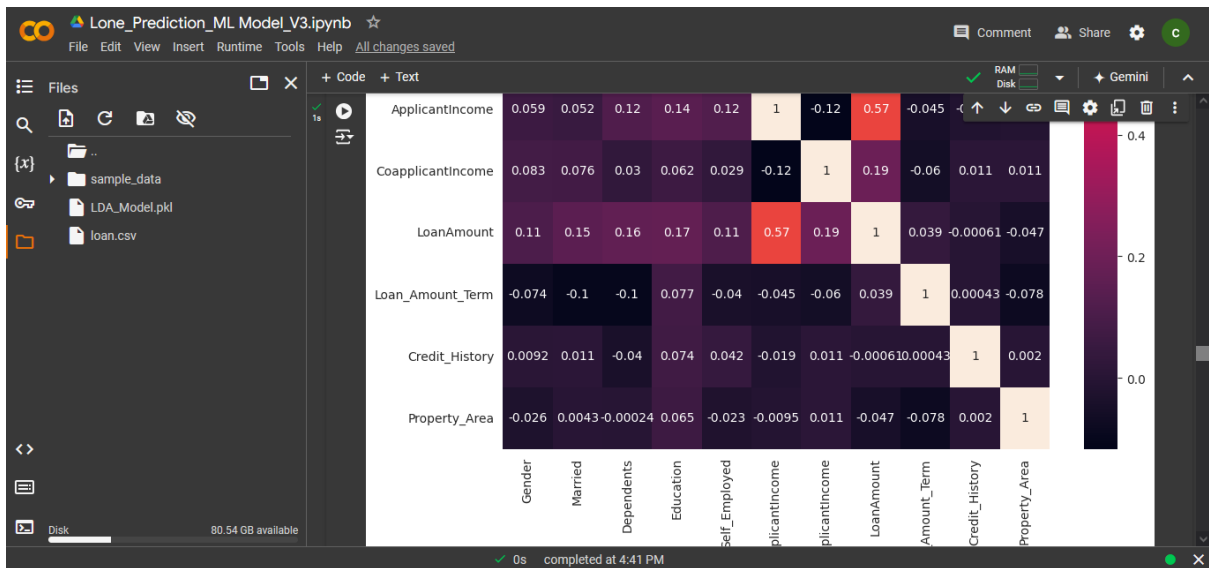 Lone_Prediction_ML Model_V3.ipynb
File Edit View Insert Runtime Tools Help All changes saved
Comment Share C
Files
+ Code + Text
RAM
Disk
Gemini
..
sample_data
LDA_Model.pkl
loan.csv
{x}
1s
ApplicantIncome 0.059 0.052 0.12 0.14 0.12 1 -0.12 0.57 -0.045
CoapplicantIncome 0.083 0.076 0.03 0.062 0.029 -0.12 1 0.19 -0.06 0.011 0.011
LoanAmount 0.11 0.15 0.16 0.17 0.11 0.57 0.19 1 0.039 -0.00061 -0.047
Loan_Amount_Term -0.074 -0.1 -0.1 0.077 -0.04 -0.045 -0.06 0.039 1 0.00043 -0.078
Credit_History 0.0092 0.011 -0.04 0.074 0.042 -0.019 0.011 -0.00061 0.00043 1 0.002
Property_Area -0.026 0.0043 -0.00024 0.065 -0.023 -0.0095 0.011 -0.047 -0.078 0.002 1
Gender
Married
Dependents
Education
Self_Employed
plicantIncome
plicantIncome
LoanAmount
Amount_Term
Credit_History
Property_Area
0.4
0.2
0.0
Disk 80.54 GB available
0s completed at 4:41 PM